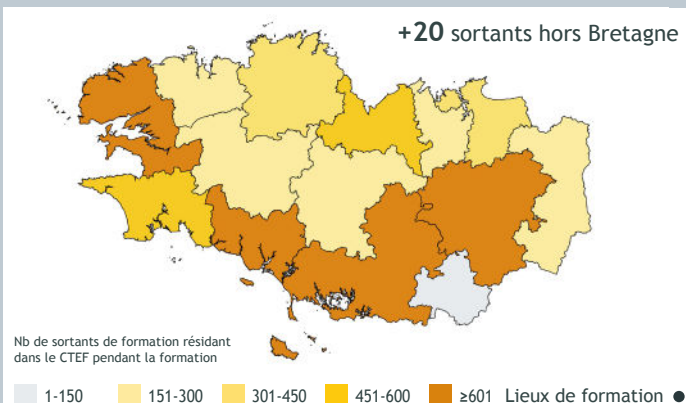 +20 sortants hors Bretagne
Nb de sortants de formation résidant
dans le CTEF pendant la formation
1-150 151-300 301-450 451-600 ≥601 Lieux de formation